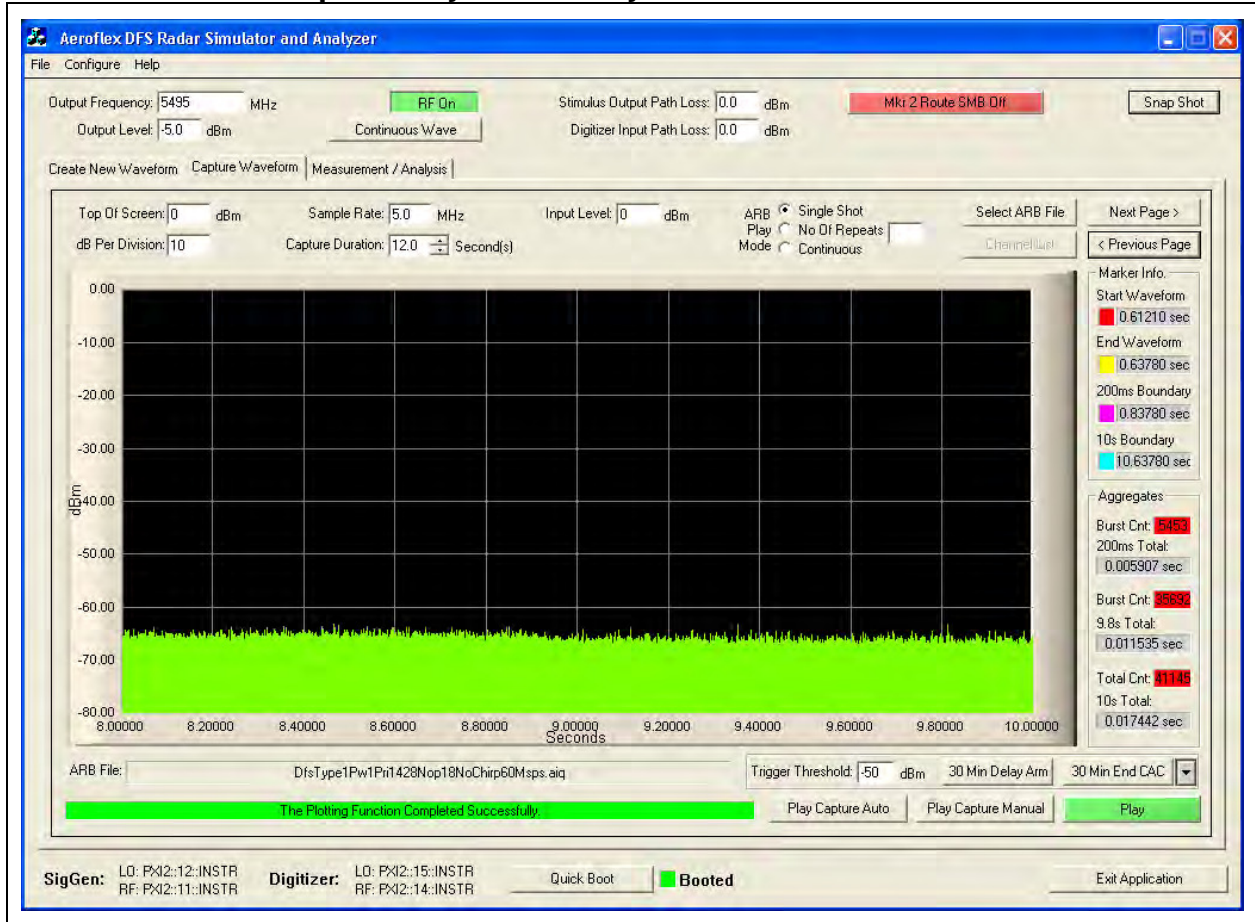 Aeroflex DFS Radar Simulator and Analyzer
File Configure Help
Output Frequency: 5495 MHz RF On Stimulus Output Path Loss: 0.0 dBm Mkr 2 Route SMB Off Snap Shot
Output Level: -5.0 dBm Continuous Wave Digitizer Input Path Loss: 0.0 dBm
Create New Waveform Capture Waveform Measurement / Analysis
Top Of Screen: 0 dBm Sample Rate: 5.0 MHz Input Level: 0 dBm ARB Play Mode Single Shot Select ARB File Next Page >
No Of Repeats
dB Per Division: 10 Capture Duration: 12.0 Second(s) Continuous Channel List < Previous Page
Marker Info.
Start Waveform
0.61210 sec
End Waveform
0.63780 sec
200ms Boundary
0.83780 sec
10s Boundary
10.63780 sec
Aggregates
Burst Cnt: 5453
200ms Total:
0.005907 sec
Burst Cnt: 35692
9.8s Total:
0.011535 sec
Total Cnt: 41145
10s Total:
0.017442 sec
0.00
-10.00
-20.00
-30.00
-40.00
-50.00
-60.00
-70.00
-80.00
dBm
8.00000 8.20000 8.40000 8.60000 8.80000 9.00000 9.20000 9.40000 9.60000 9.80000 10.00000
Seconds
ARB File: DfsType1Pw1Pri1428Nop18NoChirp60Msps.aiq Trigger Threshold: -50 dBm 30 Min Delay Arm 30 Min End CAC
The Plotting Function Completed Successfully. Play Capture Auto Play Capture Manual Play
SigGen: LO: PXI2::12::INSTR Digitizer: LO: PXI2::15::INSTR Quick Boot Booted Exit Application
RF: PXI2::11::INSTR RF: PXI2::14::INSTR